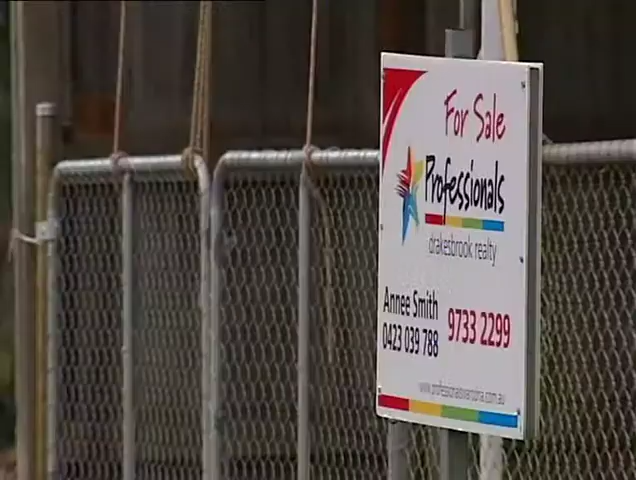 For Sale
Professionals
drakesbrook realty
Annee Smith
0423 039 788
9733 2299